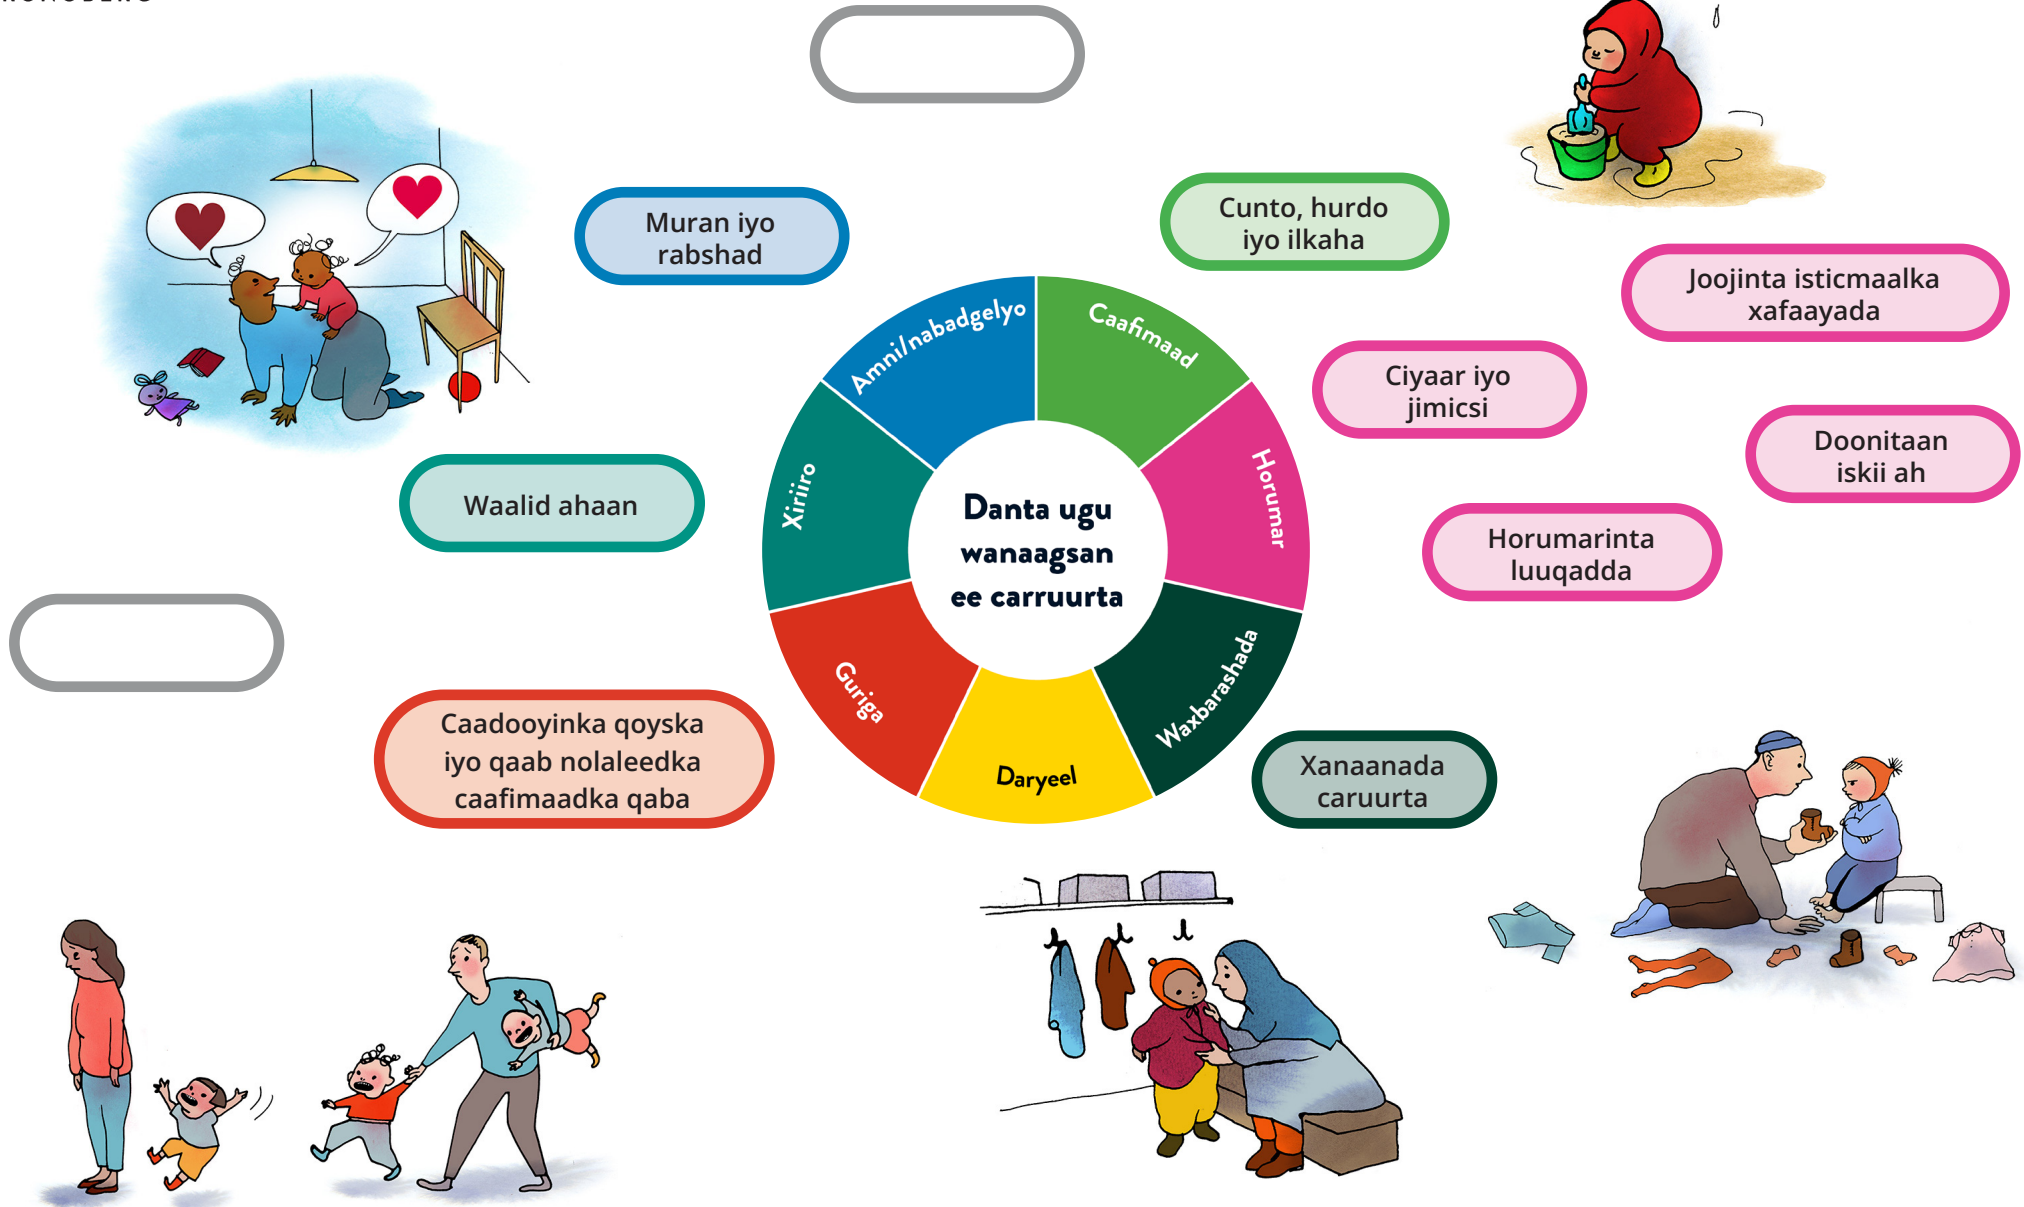 Muran iyo
rabshad
Cunto, hurdo
iyo ilkaha
Joojinta isticmaalka
xafaayada
Ciyaar iyo
jimicsi
Doonitaan
iskii ah
Horumarinta
luuqadda
Waalid ahaan
Amni/nabadgelyo
Caafimaad
Horumar
Waxbarashada
Daryeel
Guriga
Xiriiro
Danta ugu
wanaagsan
ee carruurta
Caadooyinka qoyska
iyo qaab nolaleedka
caafimaadka qaba
Xanaanada
caruurta